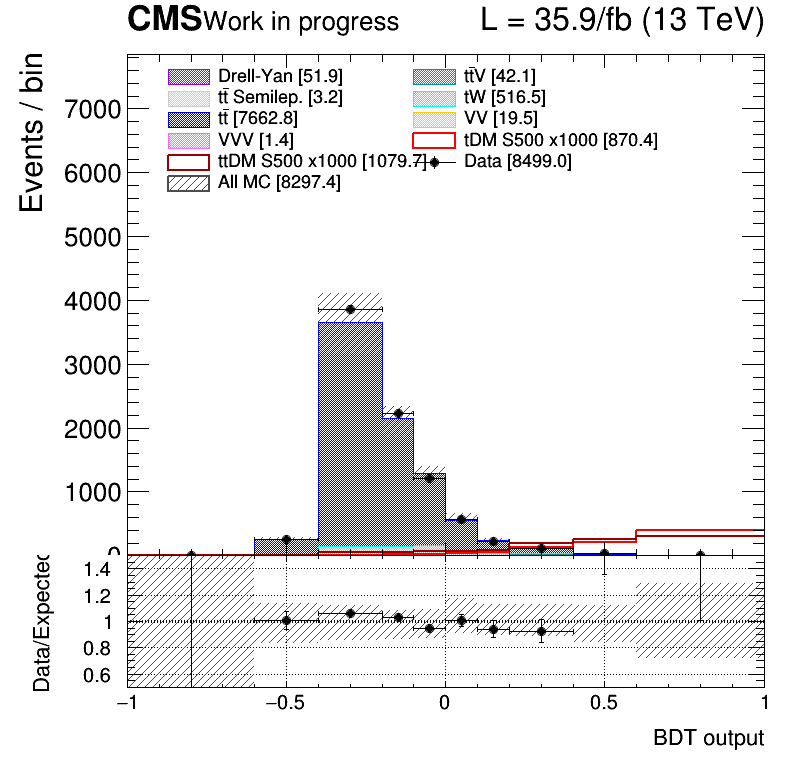 CMS Work in progress L = 35.9/fb (13 TeV)
Events / bin
Drell-Yan [51.9] tt̄V [42.1]
tt̄ Semilep. [3.2] tW [516.5]
tt̄ [7662.8] VV [19.5]
VVV [1.4] tDM S500 x1000 [870.4]
ttDM S500 x1000 [1079.7] Data [8499.0]
All MC [8297.4]
7000
6000
5000
4000
3000
2000
1000
0
Data/Expected
1.4
1.2
1
0.8
0.6
−1 −0.5 0 0.5 1
BDT output